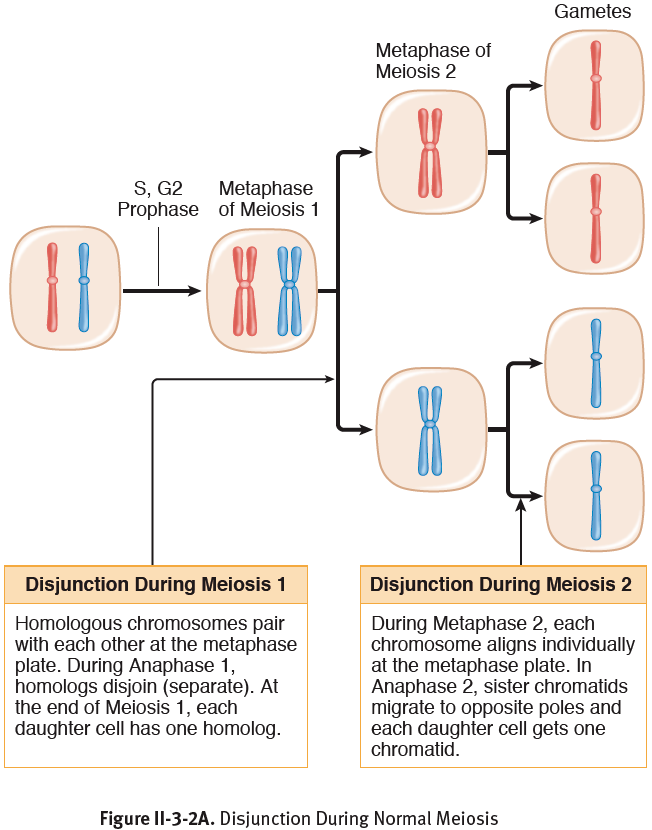 Gametes
Metaphase of
Meiosis 2
S, G2
Prophase
Metaphase
of Meiosis 1
Disjunction During Meiosis 1
Homologous chromosomes pair
with each other at the metaphase
plate. During Anaphase 1,
homologs disjoin (separate). At
the end of Meiosis 1, each
daughter cell has one homolog.
Disjunction During Meiosis 2
During Metaphase 2, each
chromosome aligns individually
at the metaphase plate. In
Anaphase 2, sister chromatids
migrate to opposite poles and
each daughter cell gets one
chromatid.
Figure II-3-2A. Disjunction During Normal Meiosis